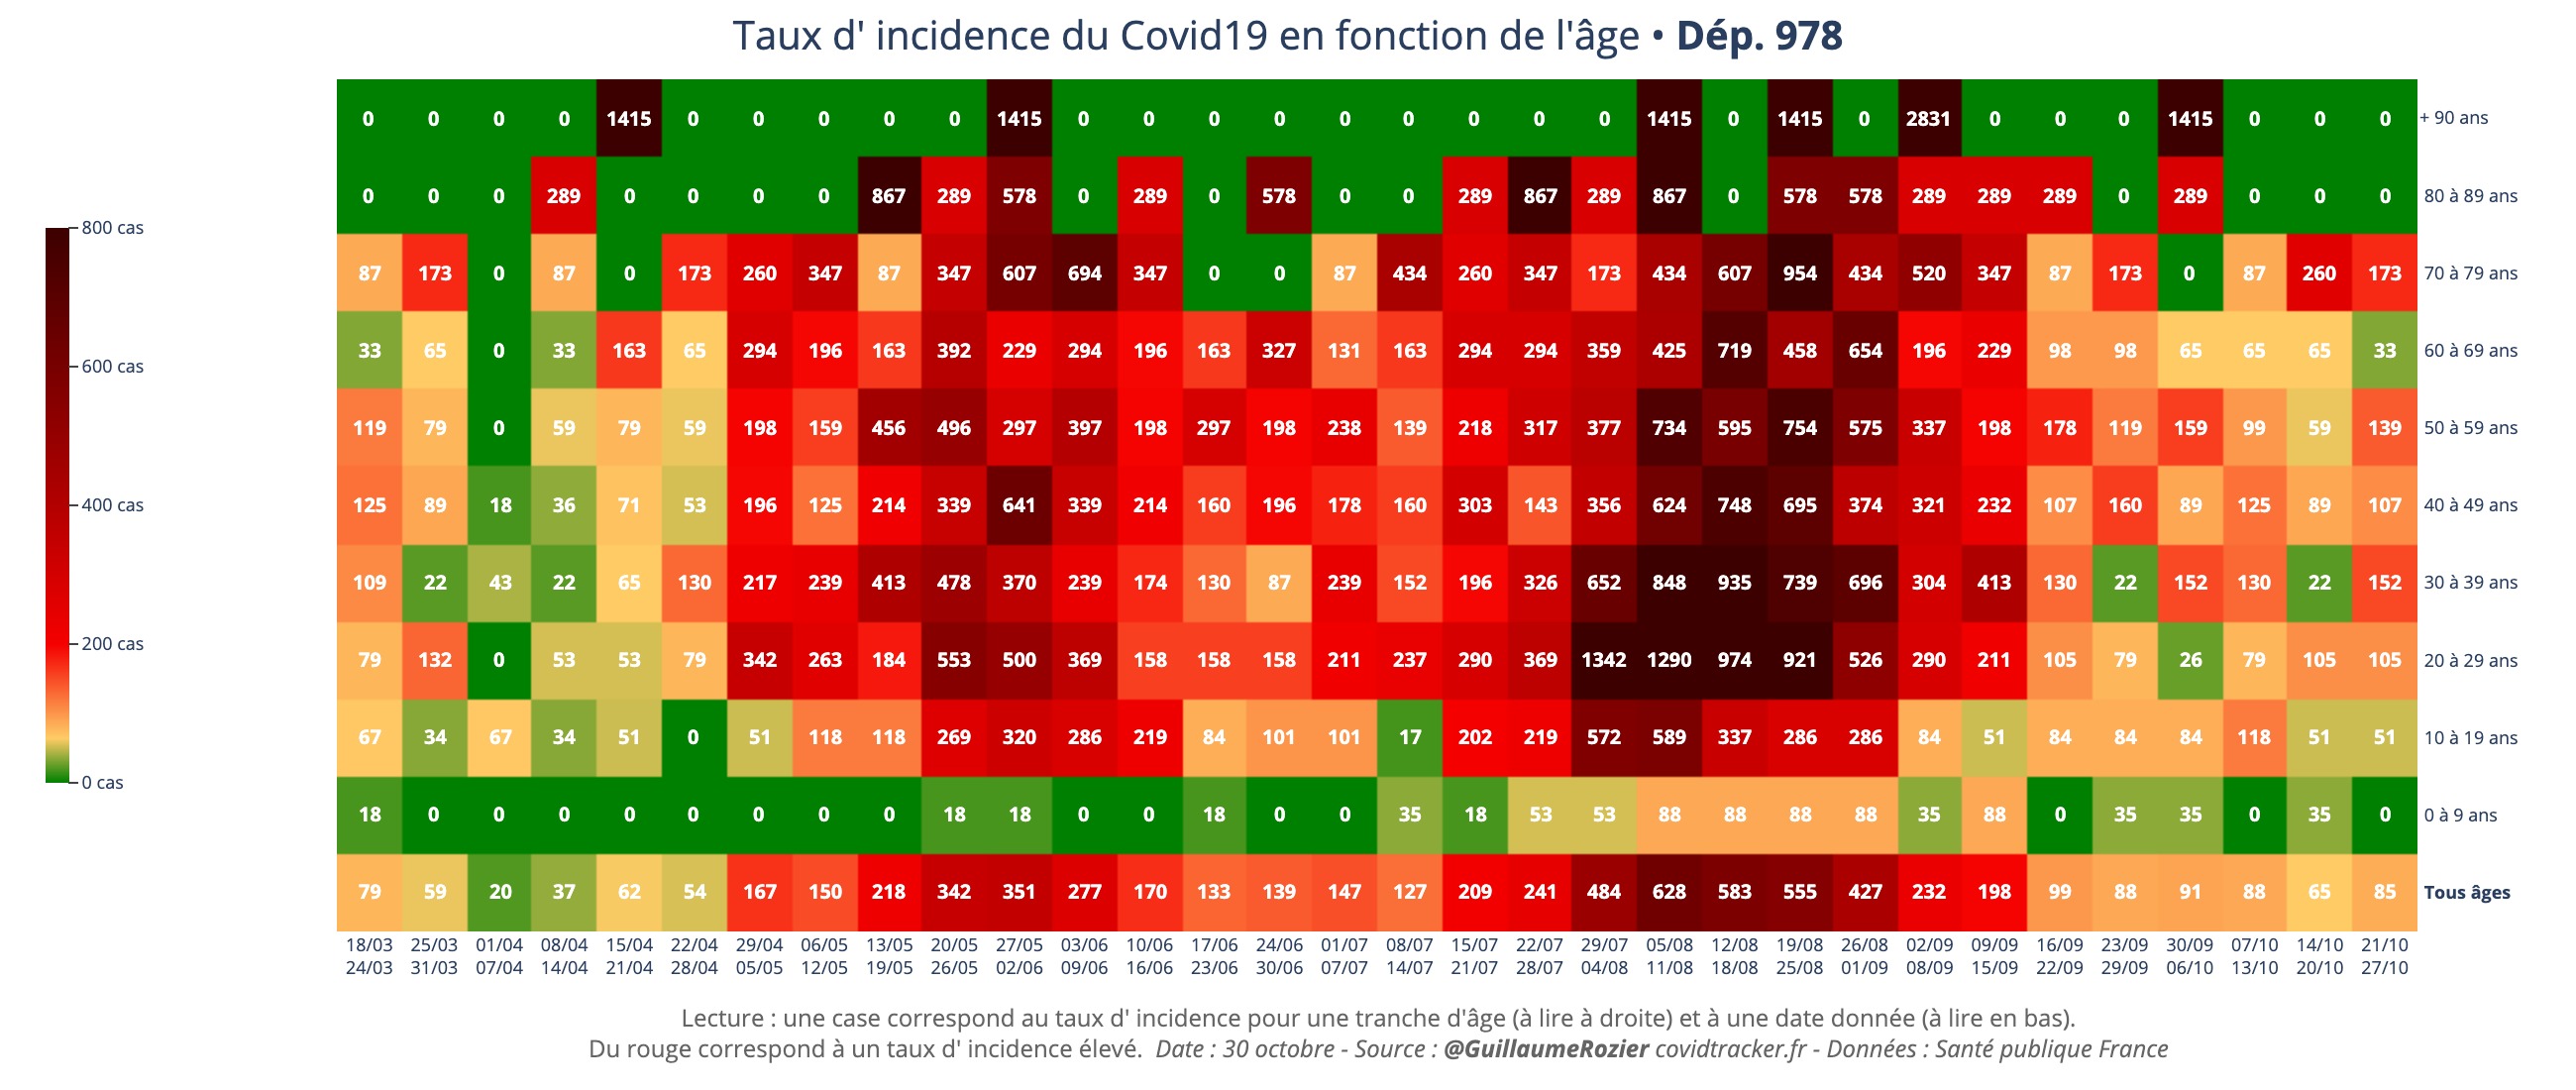 Taux d' incidence du Covid19 en fonction de l'âge • Dép. 978
0 0 0 0 1415 0 0 0 0 0 1415 0 0 0 0 0 0 0 0 0 1415 0 1415 0 2831 0 0 0 1415 0 0 0 + 90 ans
0 0 0 289 0 0 0 0 867 289 578 0 289 0 578 0 0 289 867 289 867 0 578 578 289 289 289 0 289 0 0 0 80 à 89 ans
800 cas
87 173 0 87 0 173 260 347 87 347 607 694 347 0 0 87 434 260 347 173 434 607 954 434 520 347 87 173 0 87 260 173 70 à 79 ans
33 65 0 33 163 65 294 196 163 392 229 294 196 163 327 131 163 294 294 359 425 719 458 654 196 229 98 98 65 65 65 33 60 à 69 ans
600 cas
119 79 0 59 79 59 198 159 456 496 297 397 198 297 198 238 139 218 317 377 734 595 754 575 337 198 178 119 159 99 59 139 50 à 59 ans
400 cas
125 89 18 36 71 53 196 125 214 339 641 339 214 160 196 178 160 303 143 356 624 748 695 374 321 232 107 160 89 125 89 107 40 à 49 ans
109 22 43 22 65 130 217 239 413 478 370 239 174 130 87 239 152 196 326 652 848 935 739 696 304 413 130 22 152 130 22 152 30 à 39 ans
200 cas
79 132 0 53 53 79 342 263 184 553 500 369 158 158 158 211 237 290 369 1342 1290 974 921 526 290 211 105 79 26 79 105 105 20 à 29 ans
67 34 67 34 51 0 51 118 118 269 320 286 219 84 101 101 17 202 219 572 589 337 286 286 84 51 84 84 84 118 51 51 10 à 19 ans
0 cas
18 0 0 0 0 0 0 0 0 18 18 0 0 18 0 0 35 18 53 53 88 88 88 88 35 88 0 35 35 0 35 0 0 à 9 ans
79 59 20 37 62 54 167 150 218 342 351 277 170 133 139 147 127 209 241 484 628 583 555 427 232 198 99 88 91 88 65 85 Tous âges
18/03 25/03 01/04 08/04 15/04 22/04 29/04 06/05 13/05 20/05 27/05 03/06 10/06 17/06 24/06 01/07 08/07 15/07 22/07 29/07 05/08 12/08 19/08 26/08 02/09 09/09 16/09 23/09 30/09 07/10 14/10 21/10
24/03 31/03 07/04 14/04 21/04 28/04 05/05 12/05 19/05 26/05 02/06 09/06 16/06 23/06 30/06 07/07 14/07 21/07 28/07 04/08 11/08 18/08 25/08 01/09 08/09 15/09 22/09 29/09 06/10 13/10 20/10 27/10
Lecture : une case correspond au taux d' incidence pour une tranche d'âge (à lire à droite) et à une date donnée (à lire en bas).
Du rouge correspond à un taux d' incidence élevé. Date : 30 octobre - Source : @GuillaumeRozier covidtracker.fr - Données : Santé publique France